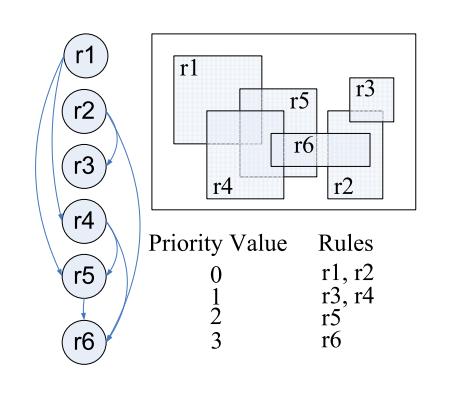 r1
r2
r3
r4
r5
r6
r1
r3
r5
r6
r4
r2
Priority Value Rules
0 r1, r2
1 r3, r4
2 r5
3 r6